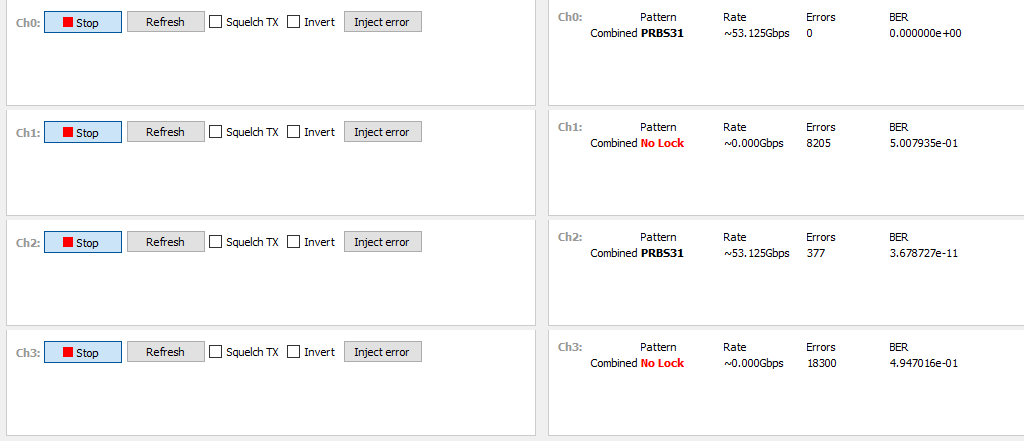 Ch0: Stop Refresh Squelch TX Invert Inject error
Ch0: Pattern Rate Errors BER
Combined PRBS31 ~53.125Gbps 0 0.000000e+00
Ch1: Stop Refresh Squelch TX Invert Inject error
Ch1: Pattern Rate Errors BER
Combined No Lock ~0.000Gbps 8205 5.007935e-01
Ch2: Stop Refresh Squelch TX Invert Inject error
Ch2: Pattern Rate Errors BER
Combined PRBS31 ~53.125Gbps 377 3.678727e-11
Ch3: Stop Refresh Squelch TX Invert Inject error
Ch3: Pattern Rate Errors BER
Combined No Lock ~0.000Gbps 18300 4.947016e-01